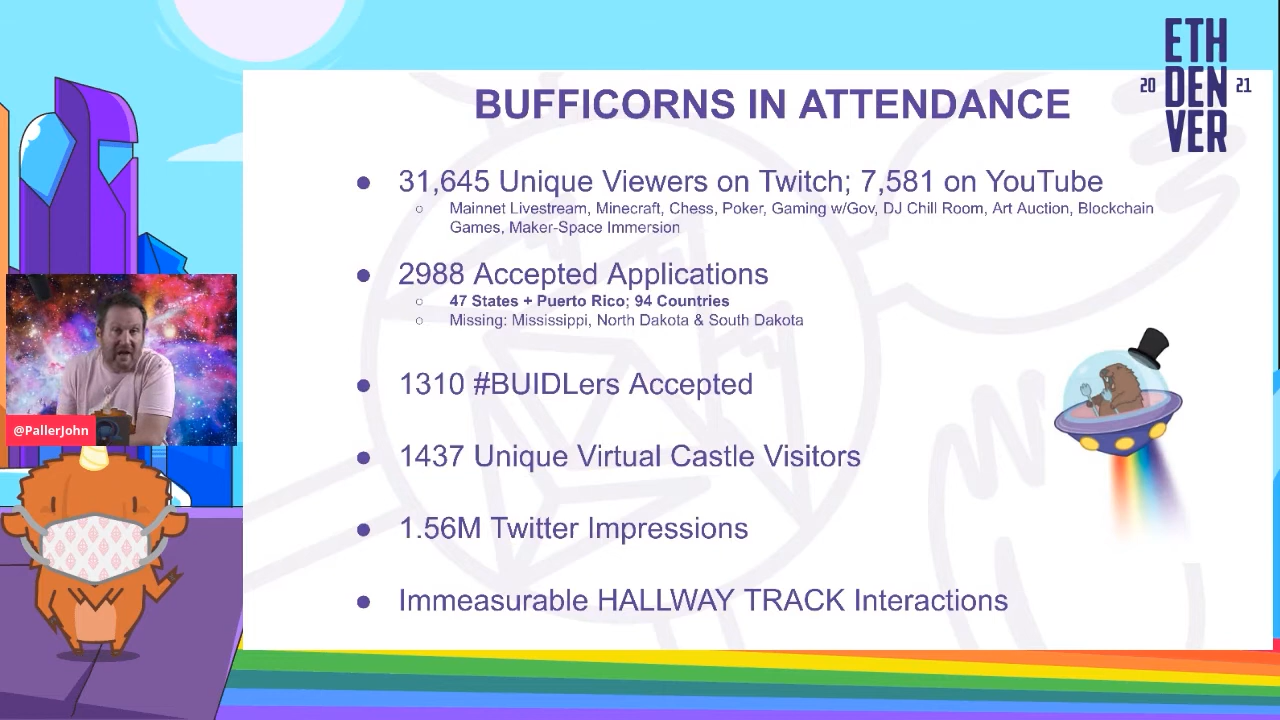 ETH
20 DEN 21
VER
BUFFICORNS IN ATTENDANCE
● 31,645 Unique Viewers on Twitch; 7,581 on YouTube
○ Mainnet Livestream, Minecraft, Chess, Poker, Gaming w/Gov, DJ Chill Room, Art Auction, Blockchain
Games, Maker-Space Immersion
● 2988 Accepted Applications
○ 47 States + Puerto Rico; 94 Countries
○ Missing: Mississippi, North Dakota & South Dakota
● 1310 #BUIDLers Accepted
● 1437 Unique Virtual Castle Visitors
● 1.56M Twitter Impressions
● Immeasurable HALLWAY TRACK Interactions
@PallerJohn